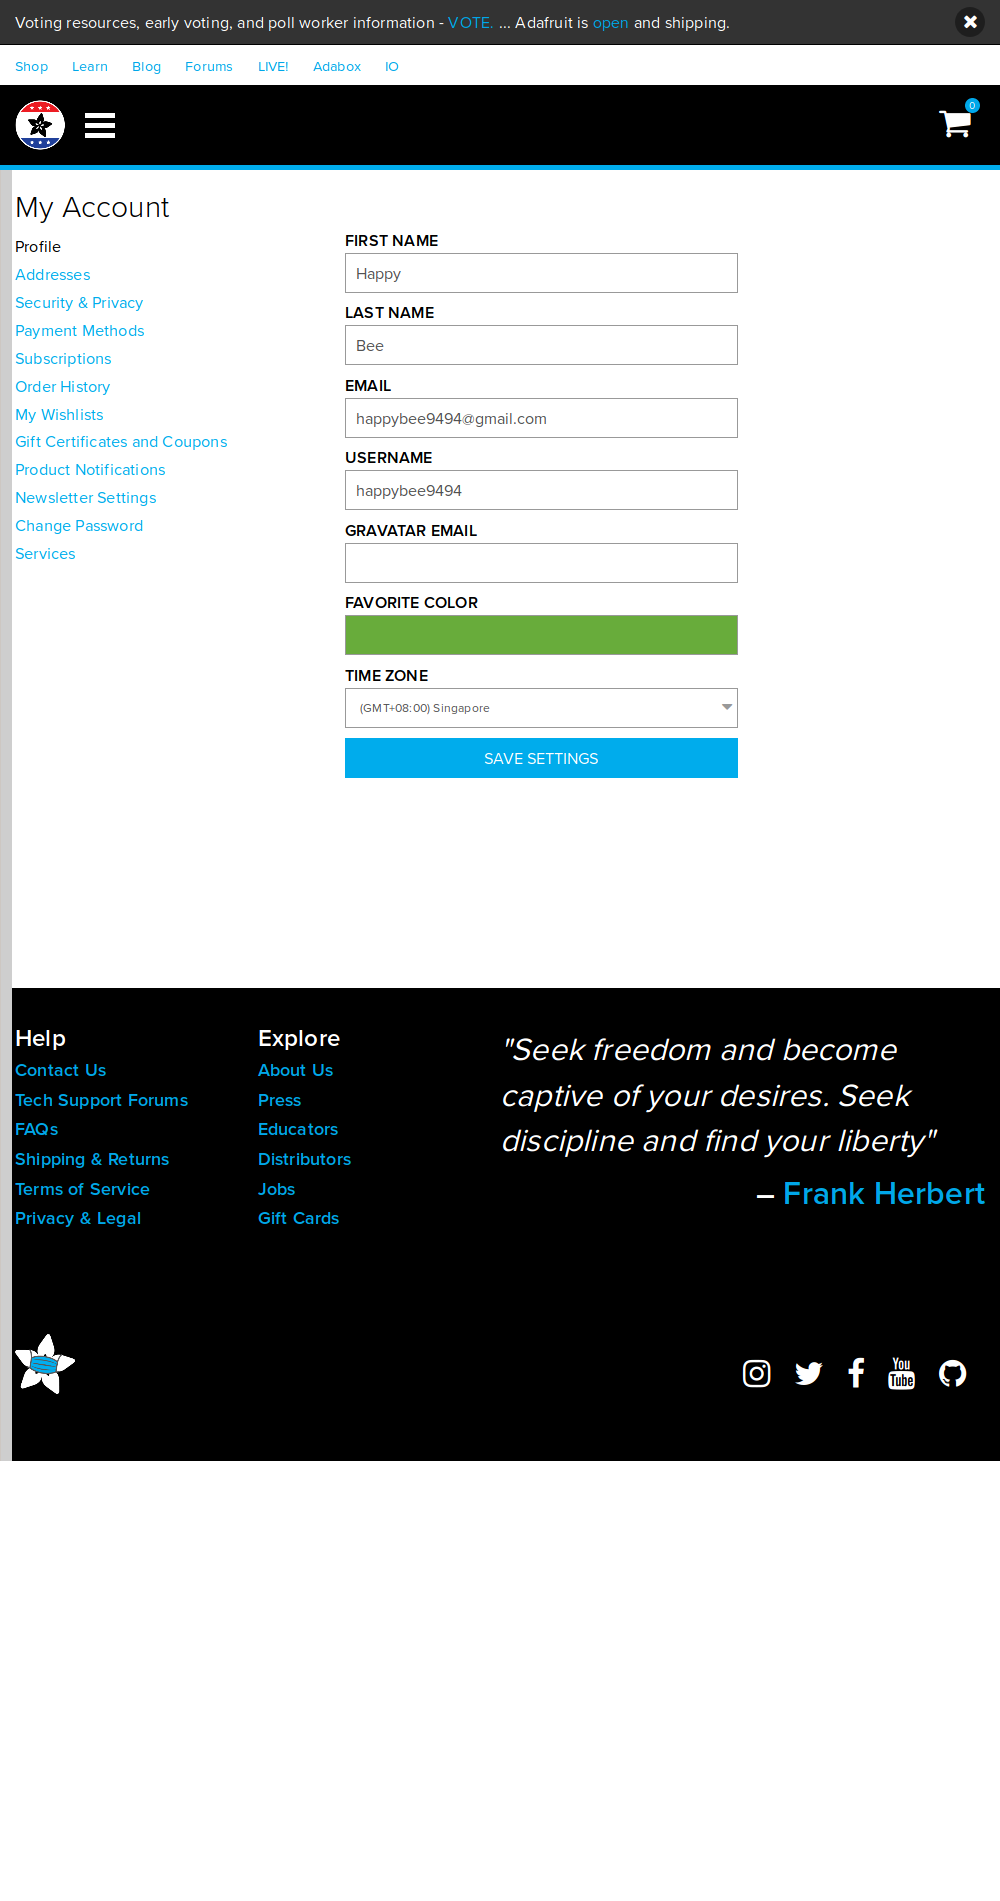 Voting resources, early voting, and poll worker information - VOTE. ... Adafruit is open and shipping.
Shop Learn Blog Forums LIVE! Adabox IO
0
My Account
Profile
Addresses
Security & Privacy
Payment Methods
Subscriptions
Order History
My Wishlists
Gift Certificates and Coupons
Product Notifications
Newsletter Settings
Change Password
Services
FIRST NAME
Happy
LAST NAME
Bee
EMAIL
happybee9494@gmail.com
USERNAME
happybee9494
GRAVATAR EMAIL
FAVORITE COLOR
TIME ZONE
(GMT+08:00) Singapore
SAVE SETTINGS
Help
Contact Us
Tech Support Forums
FAQs
Shipping & Returns
Terms of Service
Privacy & Legal
Explore
About Us
Press
Educators
Distributors
Jobs
Gift Cards
"Seek freedom and become
captive of your desires. Seek
discipline and find your liberty"
– Frank Herbert
You
Tube